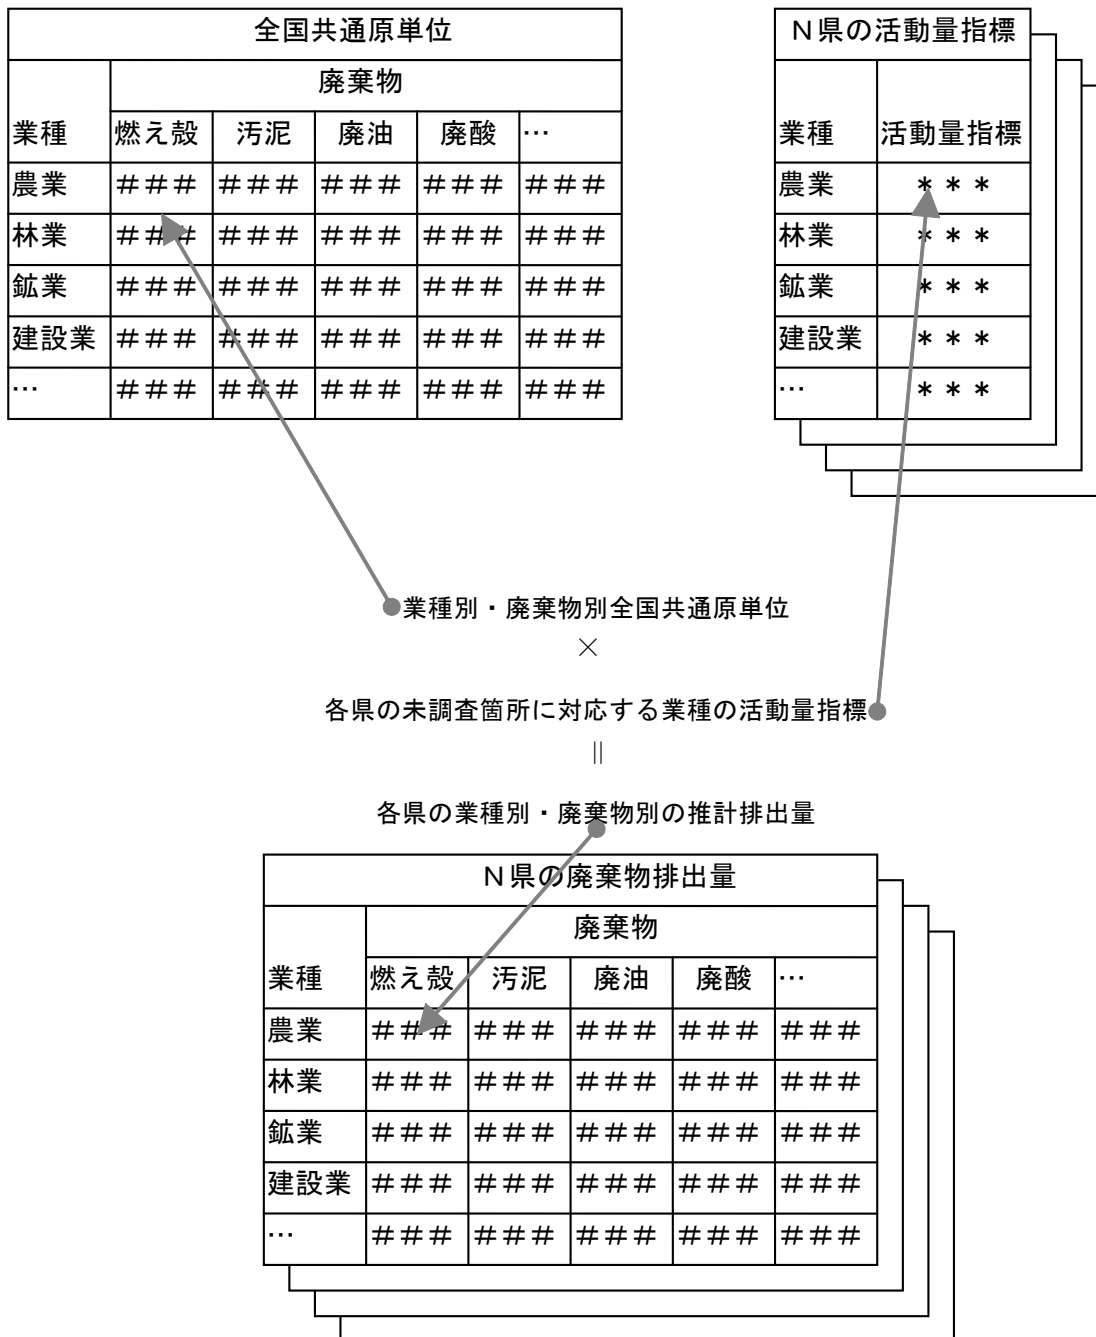 全国共通原単位
廃棄物
業種 燃え殻 汚泥 廃油 廃酸 …
農業 ### ### ### ### ###
林業 ### ### ### ### ###
鉱業 ### ### ### ### ###
建設業 ### ### ### ### ###
… ### ### ### ### ###
N県の活動量指標
業種 活動量指標
農業 ***
林業 ***
鉱業 ***
建設業 ***
… ***
業種別・廃棄物別全国共通原単位
×
各県の未調査箇所に対応する業種の活動量指標
||
各県の業種別・廃棄物別の推計排出量
N県の廃棄物排出量
廃棄物
業種 燃え殻 汚泥 廃油 廃酸 …
農業 ### ### ### ### ###
林業 ### ### ### ### ###
鉱業 ### ### ### ### ###
建設業 ### ### ### ### ###
… ### ### ### ### ###